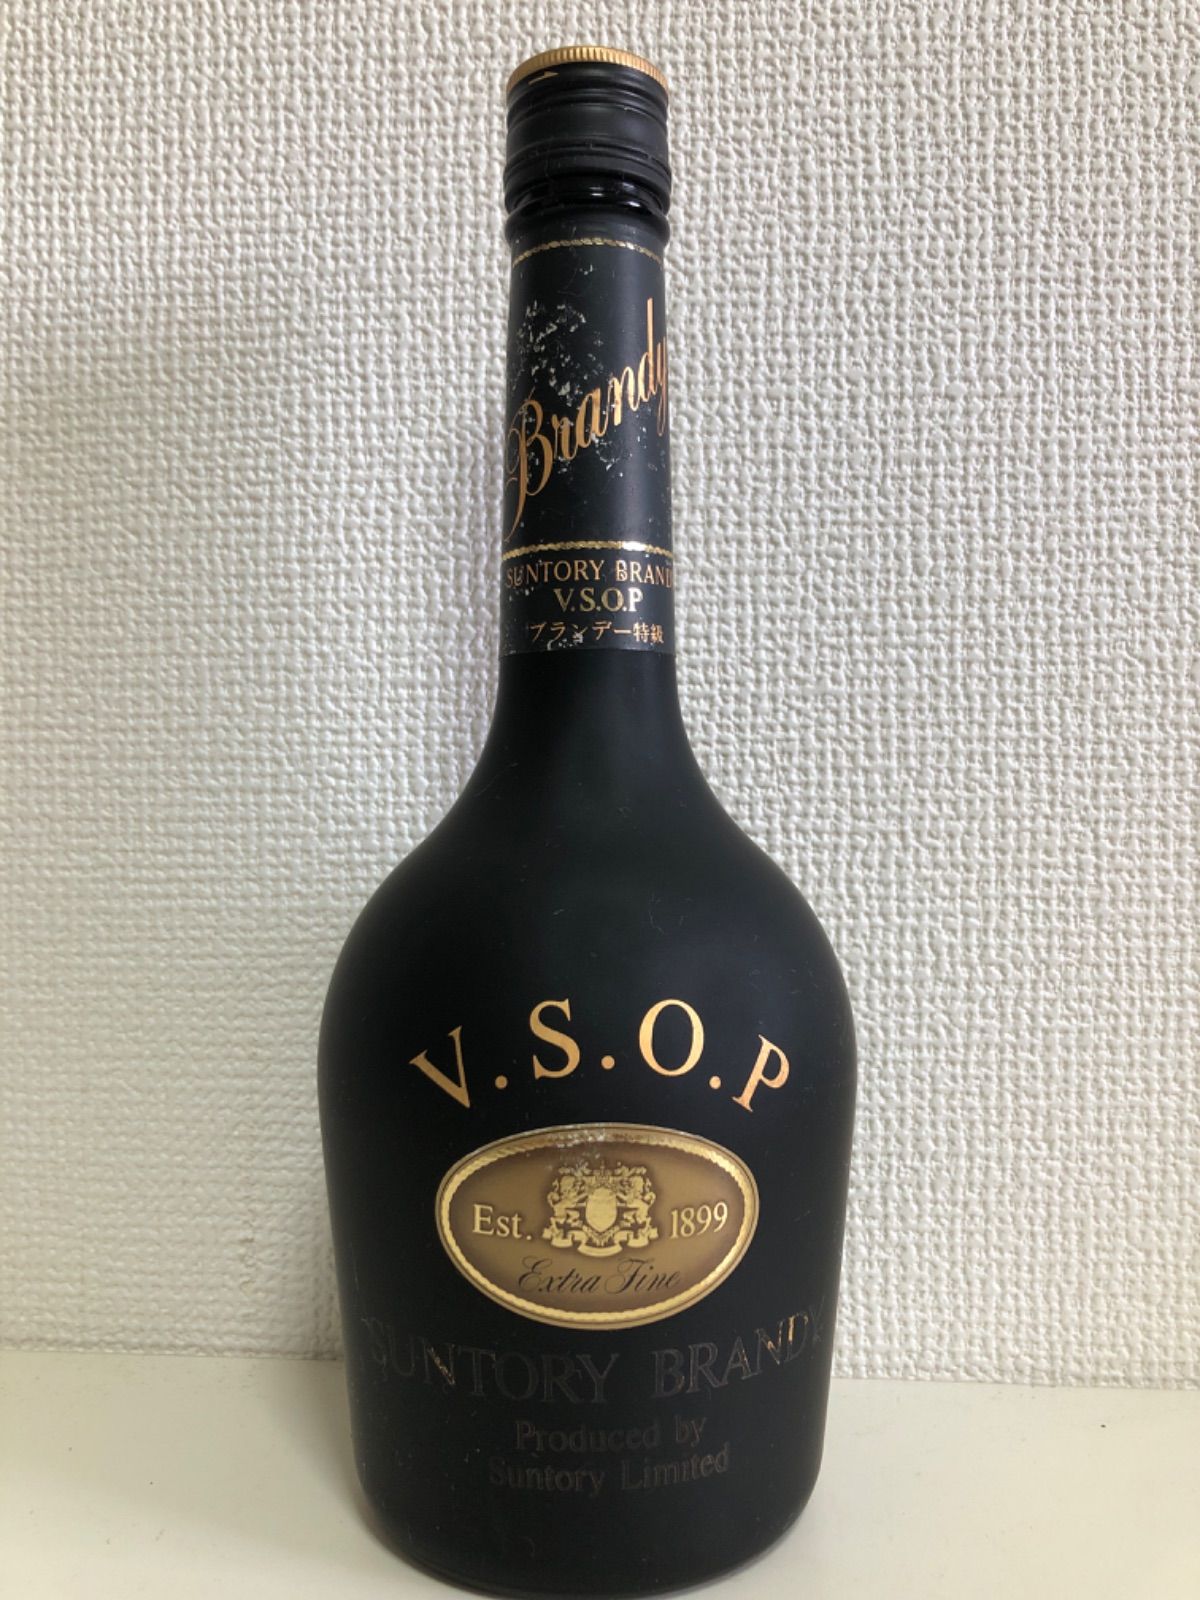 Brandy
SUNTORY BRANDY
V.S.O.P
ブランデー特級
V.S.O.P
Est. 1899
Extra Fine
SUNTORY BRANDY
Produced by
Suntory Limited